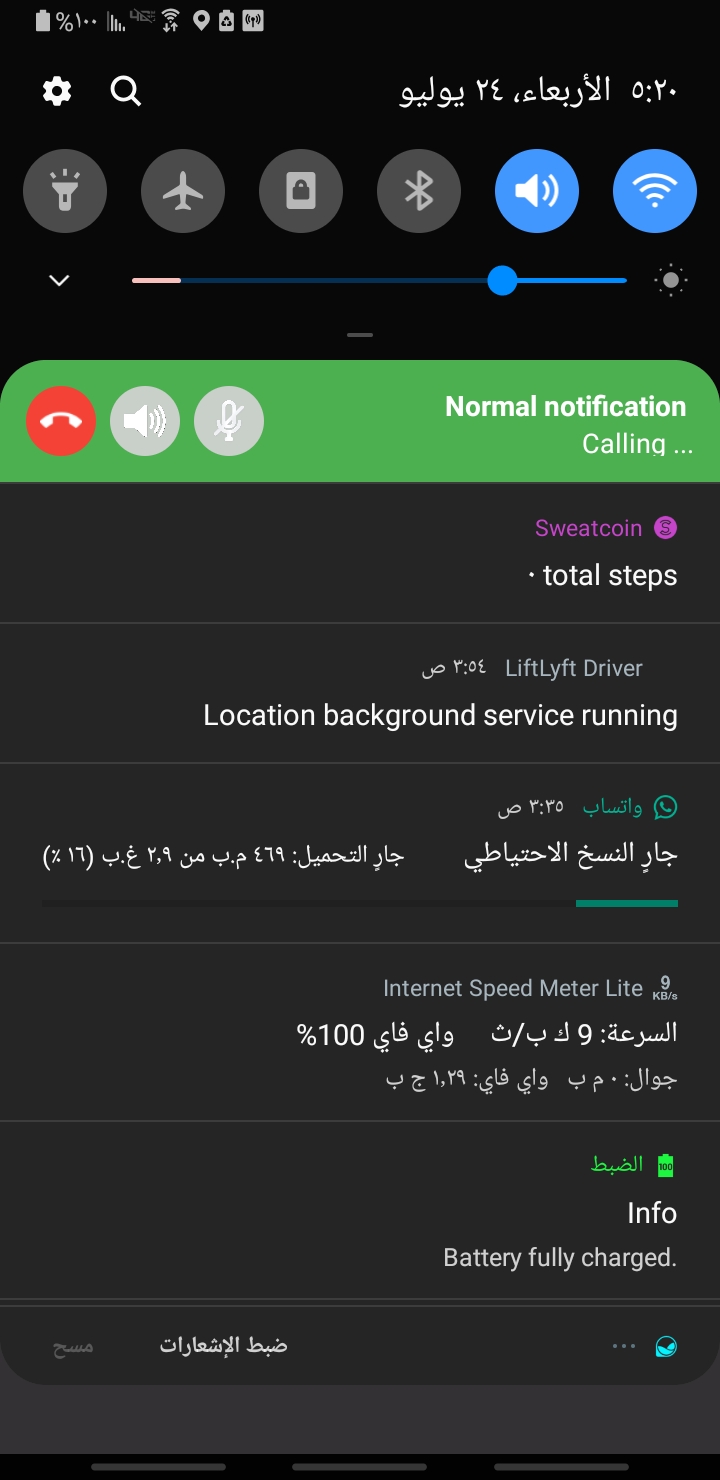 %١٠٠
٥:٢٠ الأربعاء، ٢٤ يوليو
Normal notification
Calling ...
Sweatcoin
٠ total steps
LiftLyft Driver ٣:٥٤ ص
Location background service running
واتساب ٣:٣٥ ص
جارٍ النسخ الاحتياطي جارٍ التحميل: ٤٦٩ م.ب من ٢,٩ غ.ب (١٦ ٪)
9 KB/s Internet Speed Meter Lite
السرعة: 9 ك ب/ث واي فاي 100%
جوال: ٠ م ب واي فاي: ١,٢٩ ج ب
100 الضبط
Info
Battery fully charged.
... ضبط الإشعارات مسح